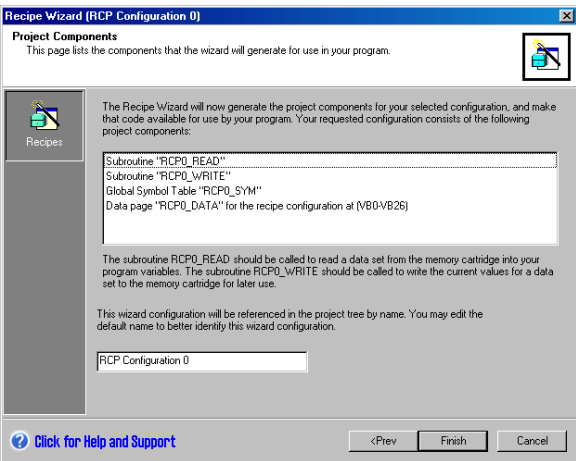 Recipe Wizard (RCP Configuration 0)
Project Components
This page lists the components that the wizard will generate for use in your program.
Recipes
The Recipe Wizard will now generate the project components for your selected configuration, and make
that code available for use by your program. Your requested configuration consists of the following
project components:
Subroutine "RCP0_READ"
Subroutine "RCP0_WRITE"
Global Symbol Table "RCP0_SYM"
Data page "RCP0_DATA" for the recipe configuration at (VB0-VB26)
The subroutine RCP0_READ should be called to read a data set from the memory cartridge into your
program variables. The subroutine RCP0_WRITE should be called to write the current values for a data
set to the memory cartridge for later use.
This wizard configuration will be referenced in the project tree by name. You may edit the
default name to better identify this wizard configuration.
RCP Configuration 0
Click for Help and Support
<Prev
Finish
Cancel